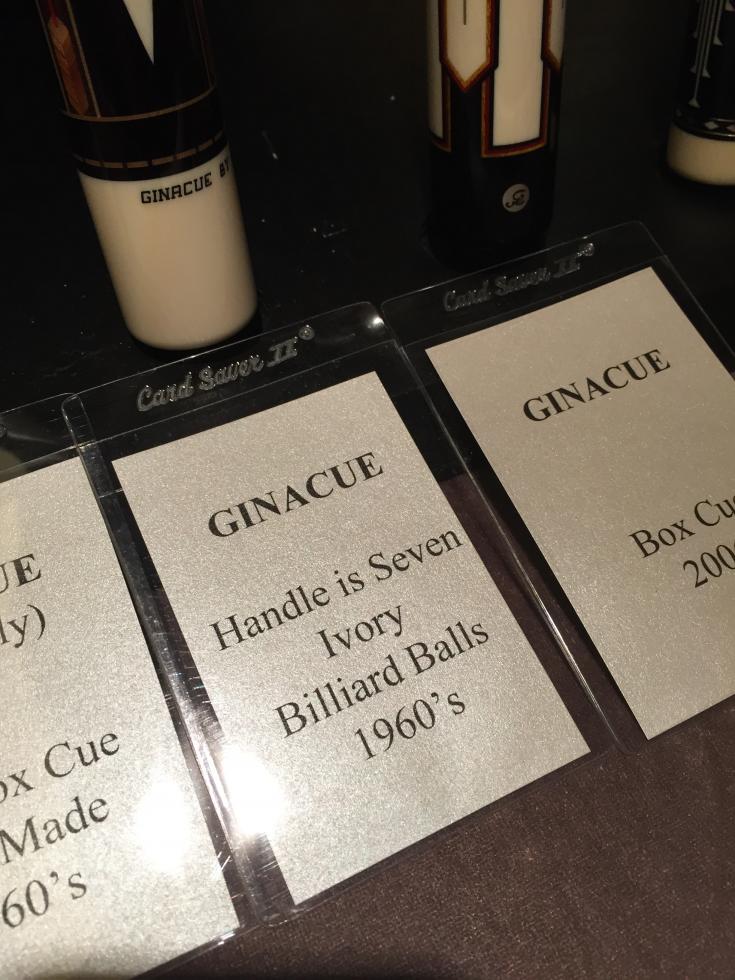 GINACUE BY
Card Saver II®
Card Saver II®
UE
ly)
ox Cue
Made
60's
GINACUE
Handle is Seven
Ivory
Billiard Balls
1960's
GINACUE
Box Cue
200